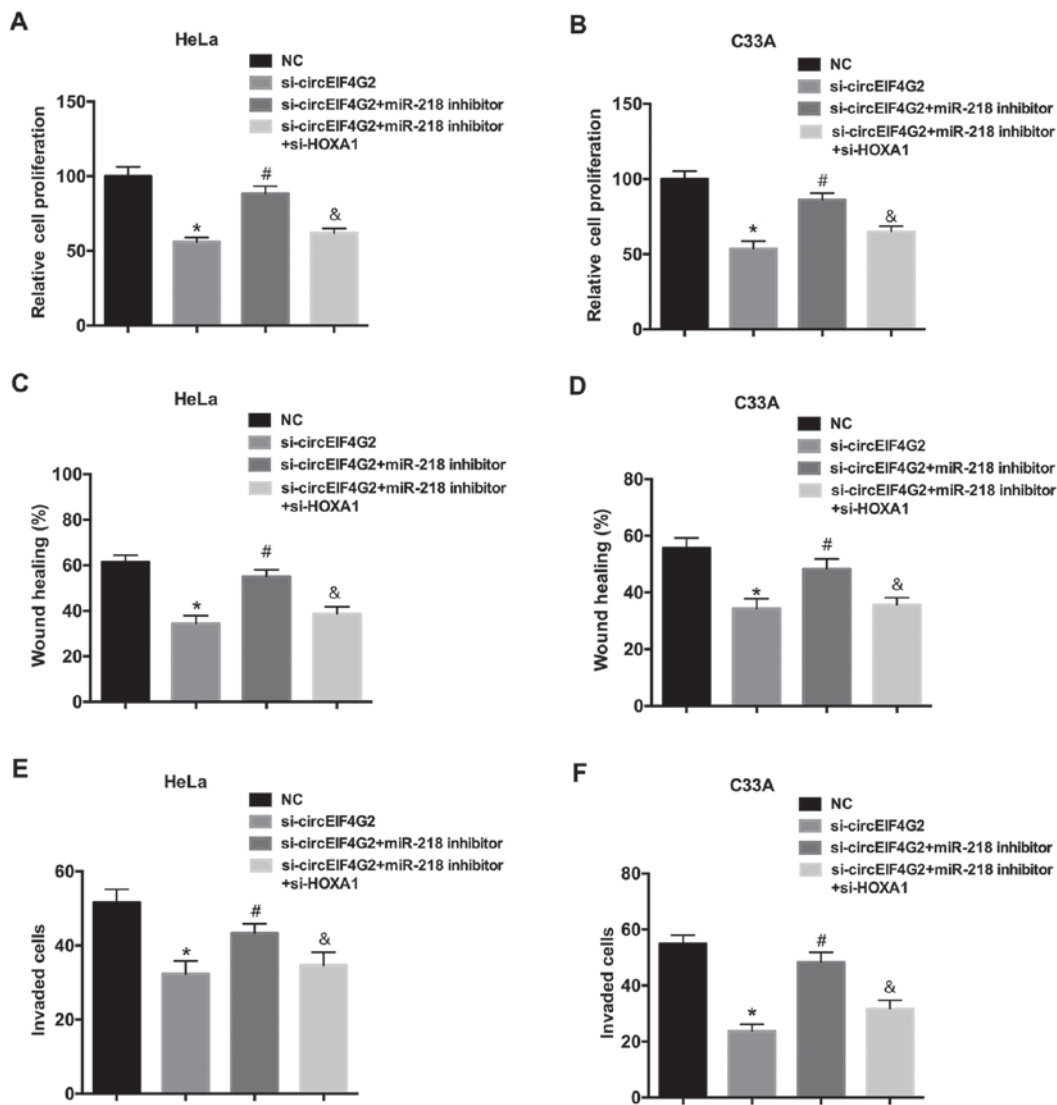 A
HeLa
NC
si-circEIF4G2
si-circEIF4G2+miR-218 inhibitor
si-circEIF4G2+miR-218 inhibitor
+si-HOXA1
Relative cell proliferation
150
100
50
0
*
#
&
B
C33A
NC
si-circEIF4G2
si-circEIF4G2+miR-218 inhibitor
si-circEIF4G2+miR-218 inhibitor
+si-HOXA1
Relative cell proliferation
150
100
50
0
*
#
&
C
HeLa
NC
si-circEIF4G2
si-circEIF4G2+miR-218 inhibitor
si-circEIF4G2+miR-218 inhibitor
+si-HOXA1
Wound healing (%)
100
80
60
40
20
0
*
#
&
D
C33A
NC
si-circEIF4G2
si-circEIF4G2+miR-218 inhibitor
si-circEIF4G2+miR-218 inhibitor
+si-HOXA1
Wound healing (%)
80
60
40
20
0
*
#
&
E
HeLa
NC
si-circEIF4G2
si-circEIF4G2+miR-218 inhibitor
si-circEIF4G2+miR-218 inhibitor
+si-HOXA1
Invaded cells
60
40
20
0
*
#
&
F
C33A
NC
si-circEIF4G2
si-circEIF4G2+miR-218 inhibitor
si-circEIF4G2+miR-218 inhibitor
+si-HOXA1
Invaded cells
80
60
40
20
0
*
#
&